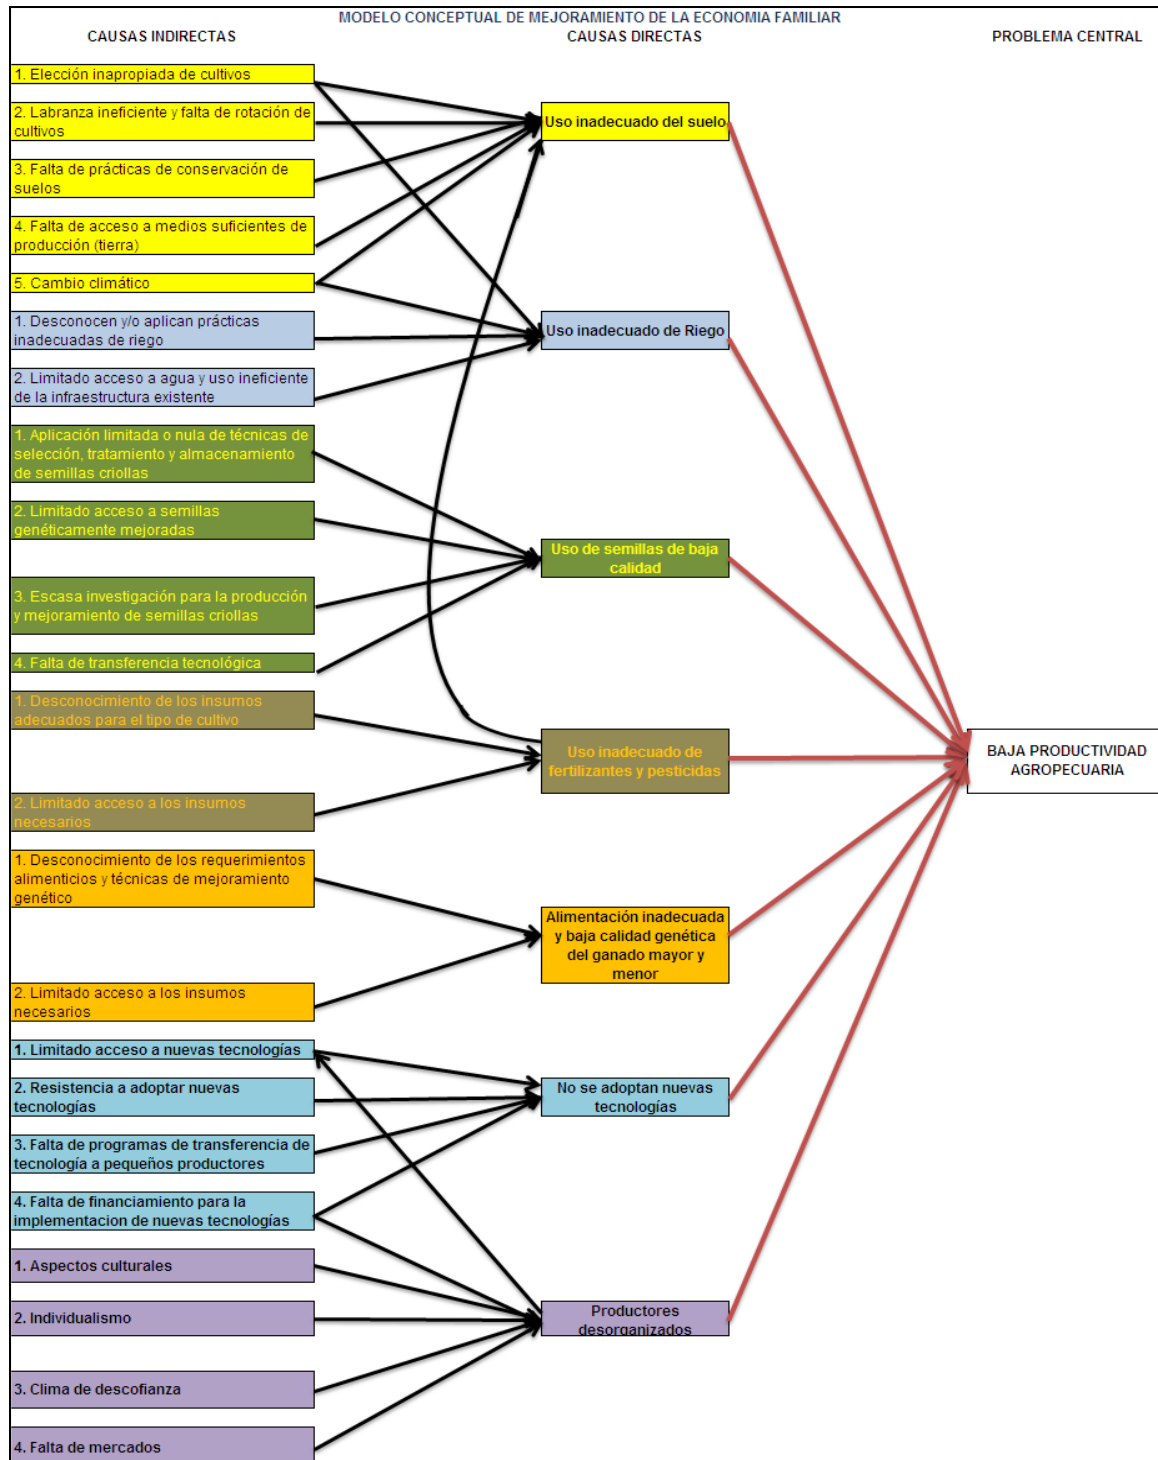 MODELO CONCEPTUAL DE MEJORAMIENTO DE LA ECONOMIA FAMILIAR
CAUSAS INDIRECTAS
CAUSAS DIRECTAS
PROBLEMA CENTRAL
1. Elección inapropiada de cultivos
2. Labranza ineficiente y falta de rotación de
cultivos
3. Falta de prácticas de conservación de
suelos
4. Falta de acceso a medios suficientes de
producción (tierra)
5. Cambio climático
1. Desconocen y/o aplican prácticas
inadecuadas de riego
2. Limitado acceso a agua y uso ineficiente
de la infraestructura existente
1. Aplicación limitada o nula de técnicas de
selección, tratamiento y almacenamiento
de semillas criollas
2. Limitado acceso a semillas
genéticamente mejoradas
3. Escasa investigación para la producción
y mejoramiento de semillas criollas
4. Falta de transferencia tecnológica
1. Desconocimiento de los insumos
adecuados para el tipo de cultivo
2. Limitado acceso a los insumos
necesarios
1. Desconocimiento de los requerimientos
alimenticios y técnicas de mejoramiento
genético
2. Limitado acceso a los insumos
necesarios
1. Limitado acceso a nuevas tecnologías
2. Resistencia a adoptar nuevas
tecnologías
3. Falta de programas de transferencia de
tecnología a pequeños productores
4. Falta de financiamiento para la
implementacion de nuevas tecnologías
1. Aspectos culturales
2. Individualismo
3. Clima de descofianza
4. Falta de mercados
Uso inadecuado del suelo
Uso inadecuado de Riego
Uso de semillas de baja
calidad
Uso inadecuado de
fertilizantes y pesticidas
Alimentación inadecuada
y baja calidad genética
del ganado mayor y
menor
No se adoptan nuevas
tecnologías
Productores
desorganizados
BAJA PRODUCTIVIDAD
AGROPECUARIA